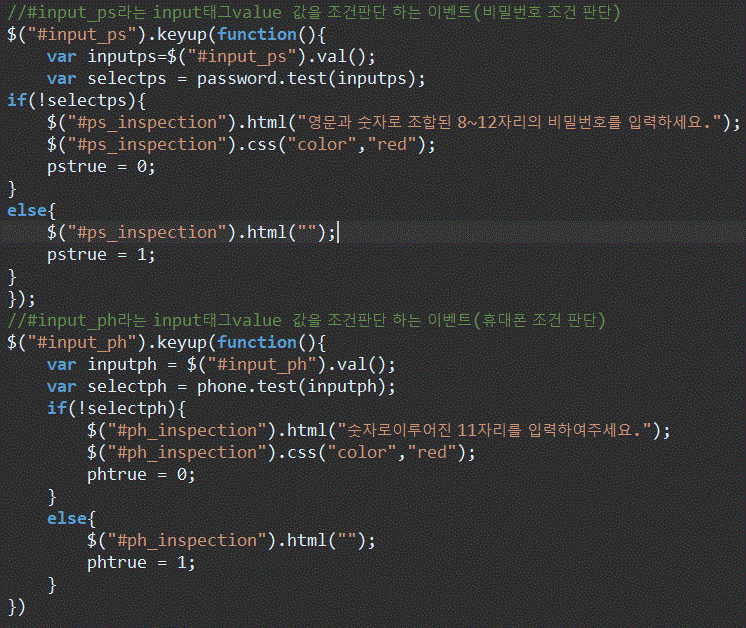 //#input_ps라는 input태그value 값을 조건판단 하는 이벤트(비밀번호 조건 판단)
$("#input_ps").keyup(function(){
    var inputps=$("#input_ps").val();
    var selectps = password.test(inputps);
if(!selectps){
    $("#ps_inspection").html("영문과 숫자로 조합된 8~12자리의 비밀번호를 입력하세요.");
    $("#ps_inspection").css("color","red");
    pstrue = 0;
}
else{
    $("#ps_inspection").html("");
    pstrue = 1;
}
});
//#input_ph라는 input태그value 값을 조건판단 하는 이벤트(휴대폰 조건 판단)
$("#input_ph").keyup(function(){
    var inputph = $("#input_ph").val();
    var selectph = phone.test(inputph);
    if(!selectph){
        $("#ph_inspection").html("숫자로이루어진 11자리를 입력하여주세요.");
        $("#ph_inspection").css("color","red");
        phtrue = 0;
    }
    else{
        $("#ph_inspection").html("");
        phtrue = 1;
    }
})